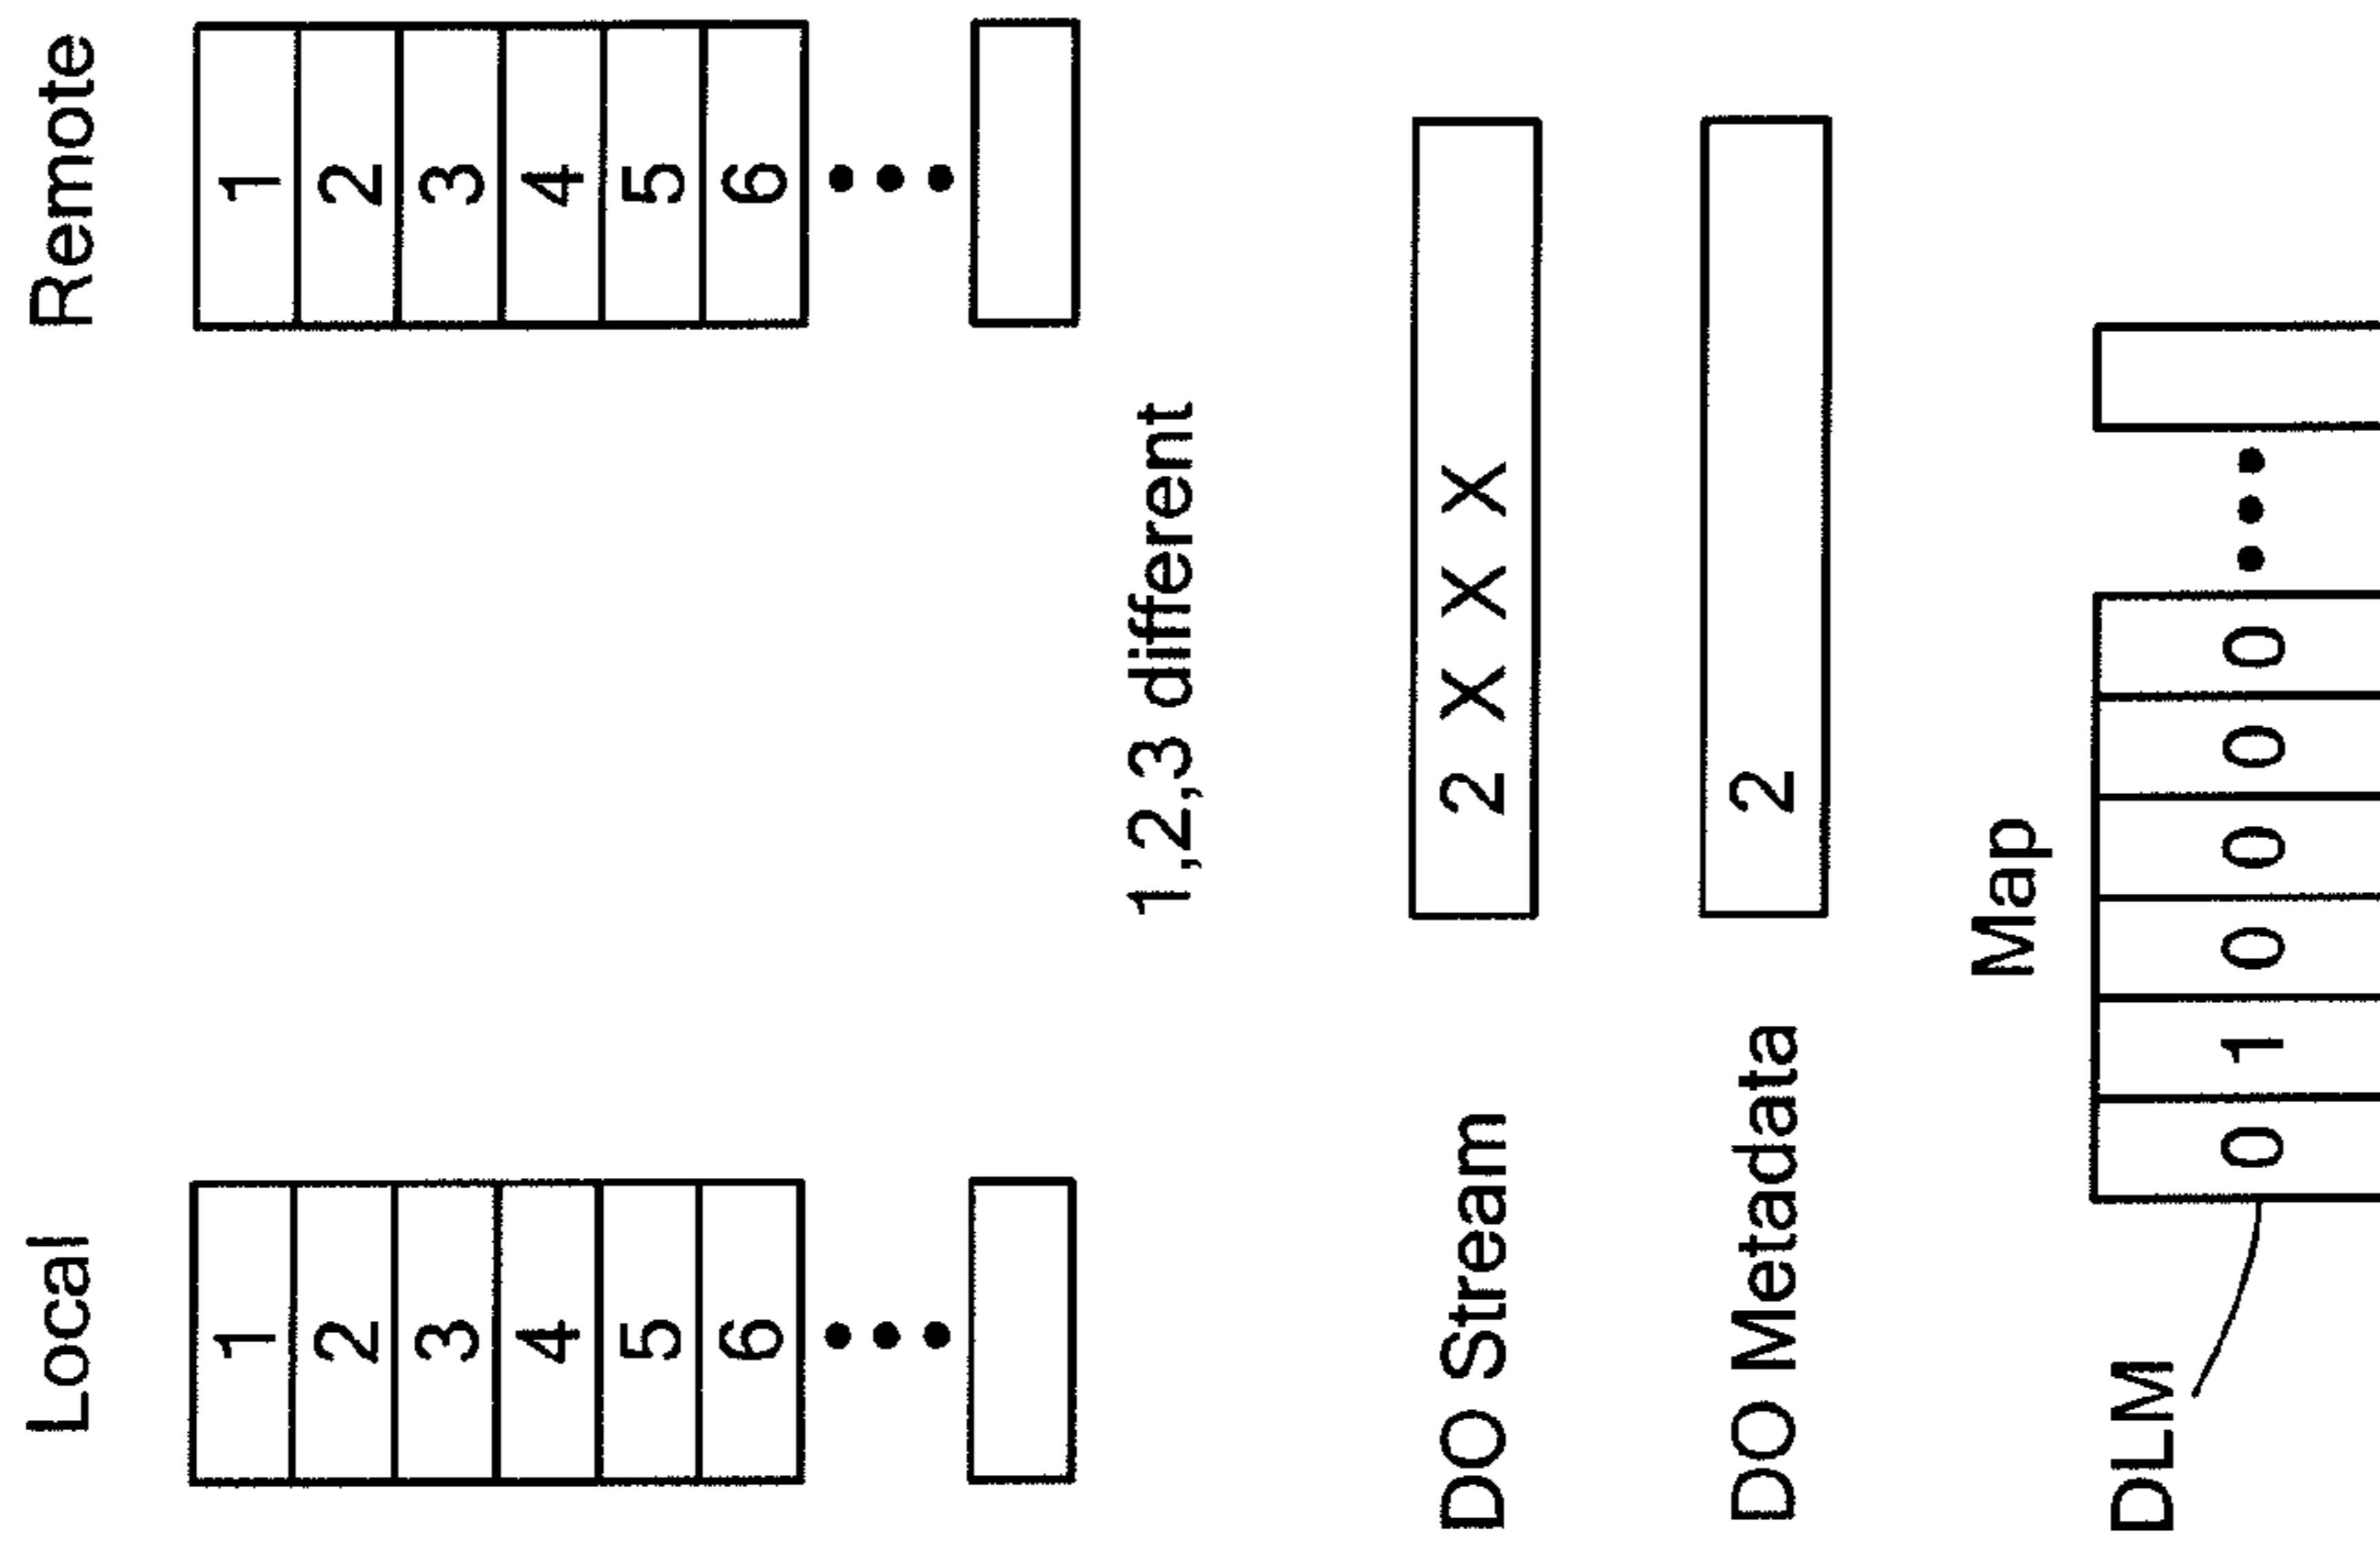 Local Remote
1 1
2 2
3 3
4 4
5 5
6 6
1,2,3 different
DO Stream 2 X X X
DO Metadata 2
Map
DLM
0 1 0 0 0 0